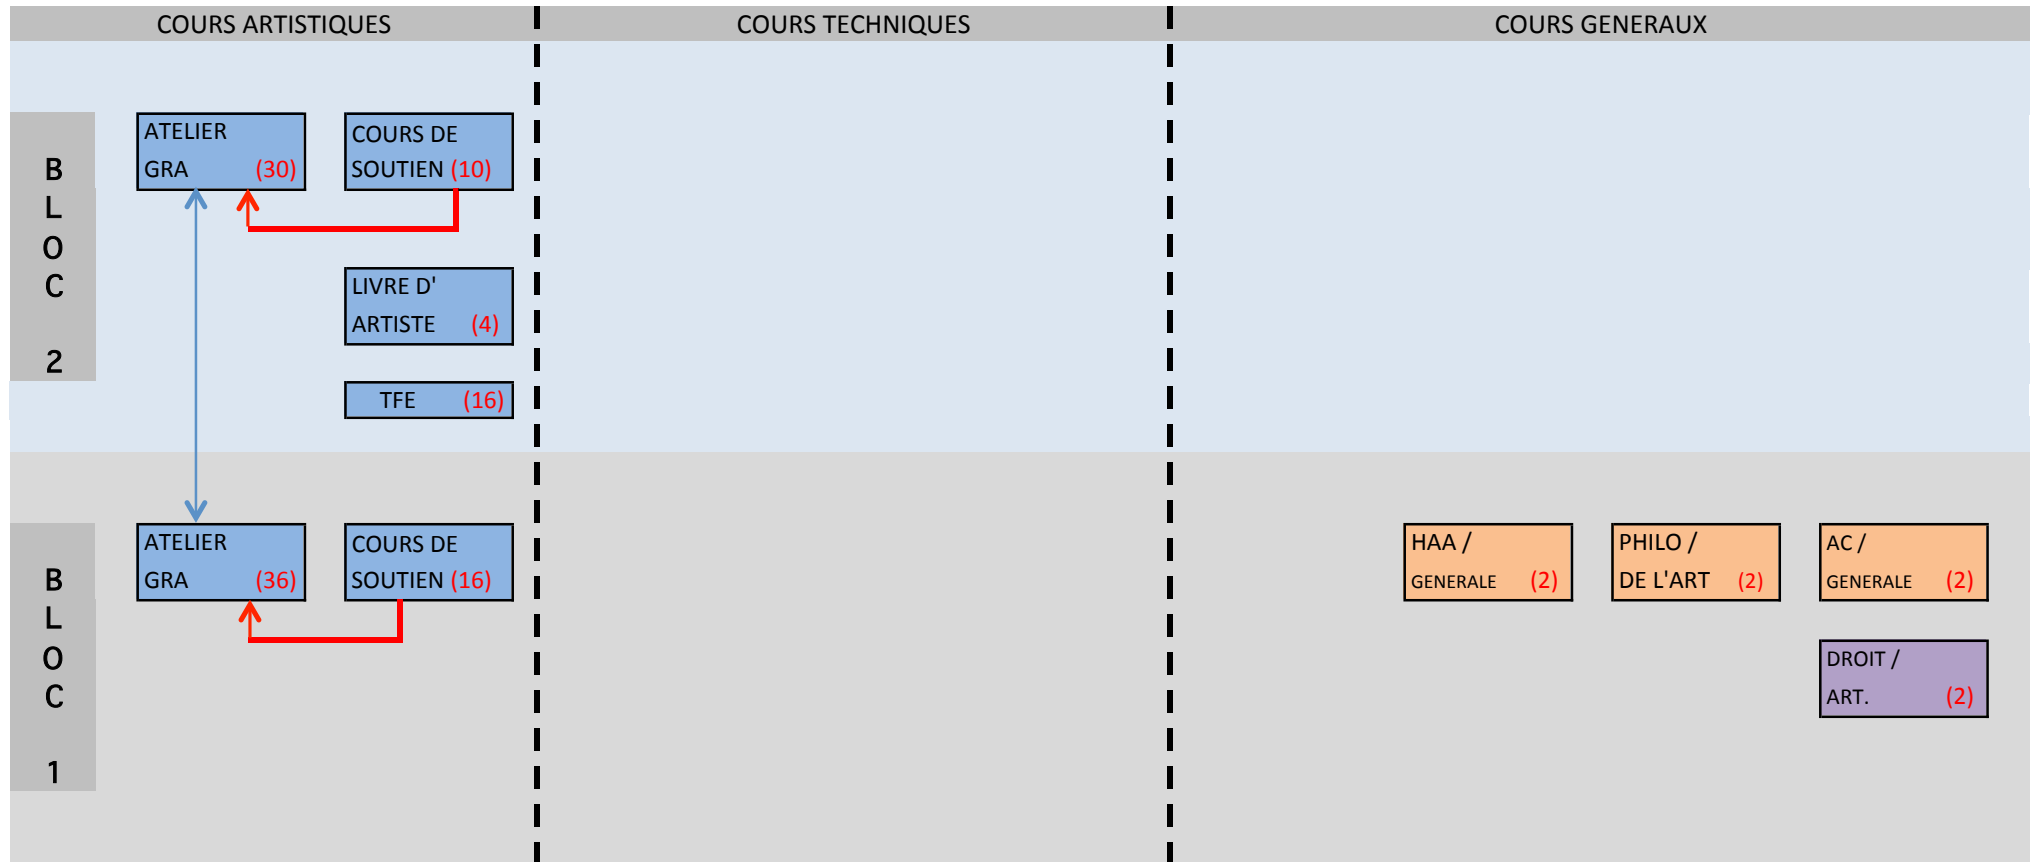 COURS ARTISTIQUES
COURS TECHNIQUES
COURS GENERAUX
B
L
O
C
2
ATELIER
GRA (30)
COURS DE
SOUTIEN (10)
LIVRE D'
ARTISTE (4)
TFE (16)
B
L
O
C
1
ATELIER
GRA (36)
COURS DE
SOUTIEN (16)
HAA /
GENERALE (2)
PHILO /
DE L'ART (2)
AC /
GENERALE (2)
DROIT /
ART. (2)